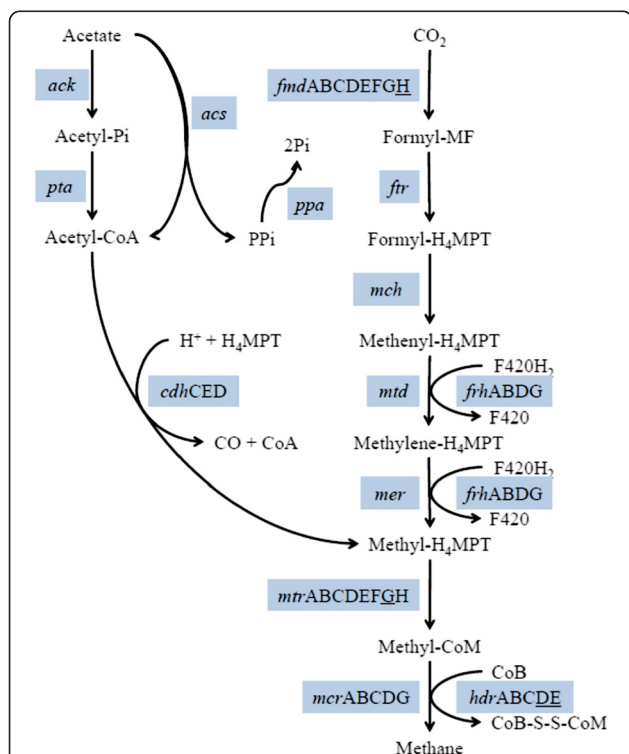 Acetate
CO2
ack
fmdABCDEFGH
acs
Acetyl-Pi
2Pi
Formyl-MF
pta
ppa
ftr
Acetyl-CoA
PPi
Formyl-H4MPT
mch
H+ + H4MPT
Methenyl-H4MPT
F420H2
cdhCED
mtd
frhABDG
F420
CO + CoA
Methylene-H4MPT
F420H2
mer
frhABDG
F420
Methyl-H4MPT
mtrABCDEFGH
Methyl-CoM
CoB
mcrABCDG
hdrABCDE
CoB-S-S-CoM
Methane